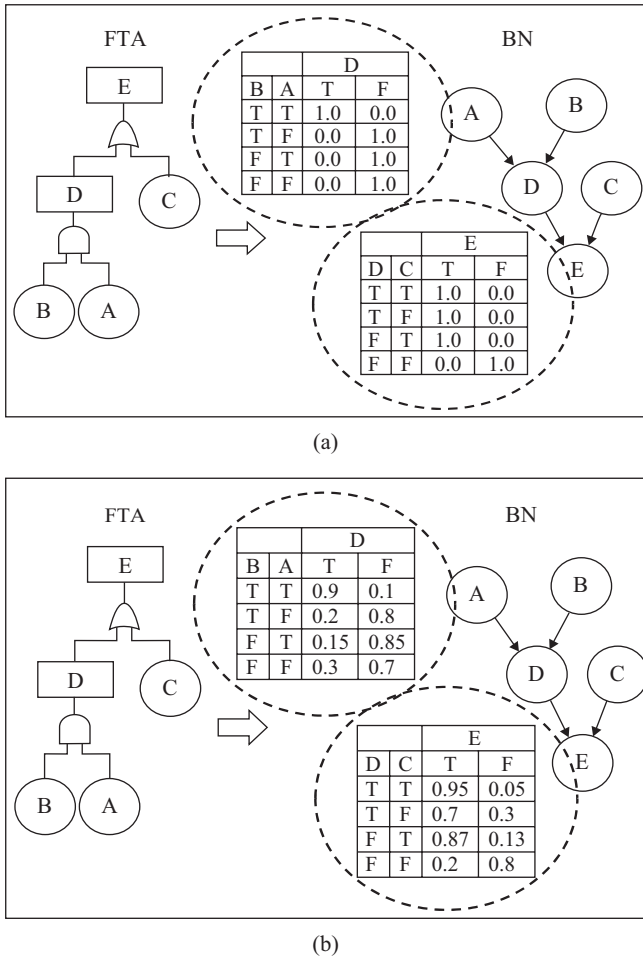 FTA
BN
E
D
C
B A
D
B A T F
T T 1.0 0.0
T F 0.0 1.0
F T 0.0 1.0
F F 0.0 1.0
E
D C T F
T T 1.0 0.0
T F 1.0 0.0
F T 1.0 0.0
F F 0.0 1.0
A B
D C
E
(a)
FTA
BN
E
D
C
B A
D
B A T F
T T 0.9 0.1
T F 0.2 0.8
F T 0.15 0.85
F F 0.3 0.7
E
D C T F
T T 0.95 0.05
T F 0.7 0.3
F T 0.87 0.13
F F 0.2 0.8
A B
D C
E
(b)